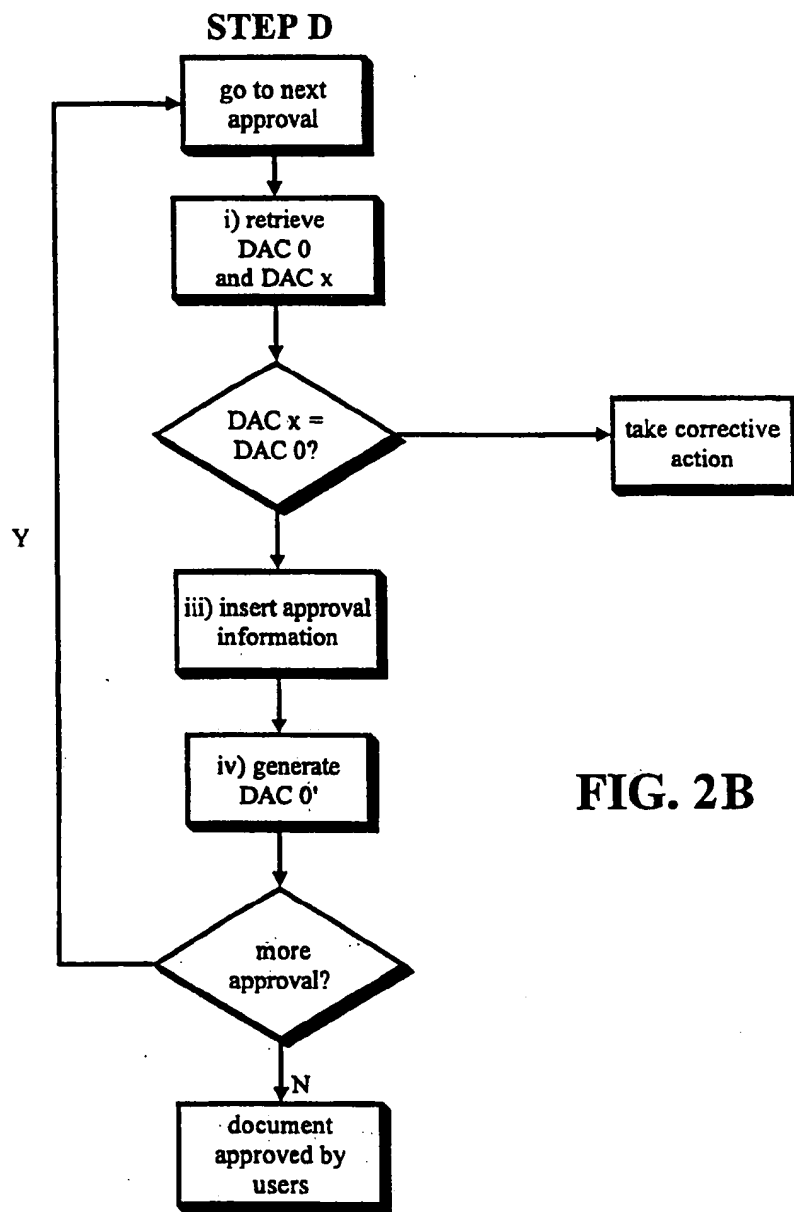 STEP D
go to next
approval
i) retrieve
DAC 0
and DAC x
DAC x =
DAC 0?
take corrective
action
Y
iii) insert approval
information
iv) generate
DAC 0'
FIG. 2B
more
approval?
N
document
approved by
users